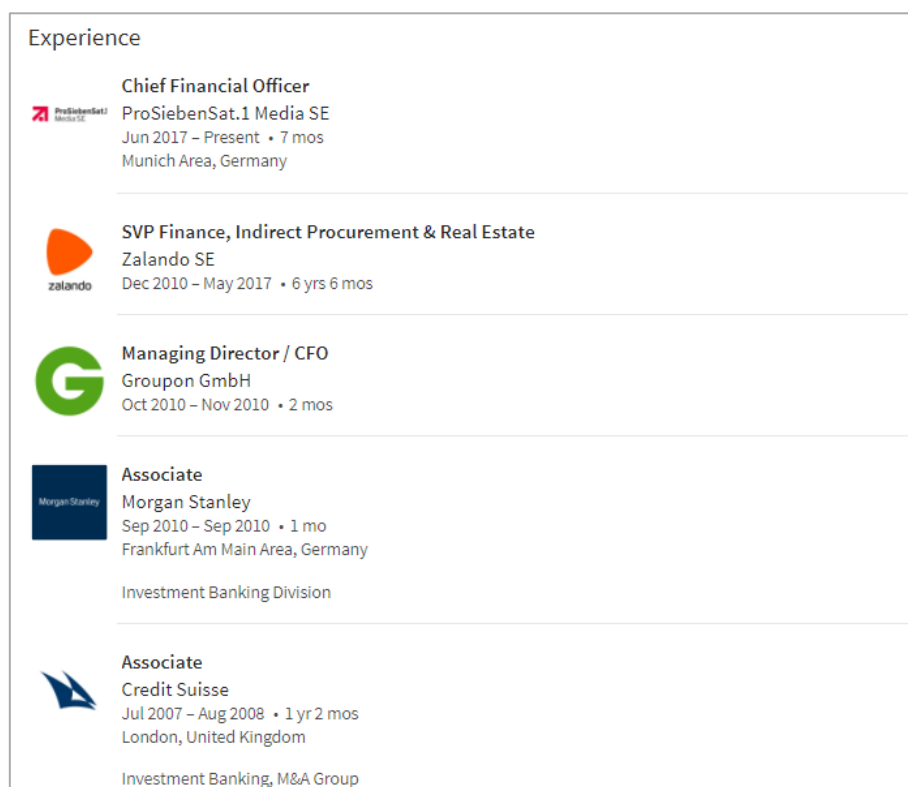 Experience
Chief Financial Officer
ProSiebenSat.1
Media SE
ProSiebenSat.1 Media SE
Jun 2017 – Present • 7 mos
Munich Area, Germany
SVP Finance, Indirect Procurement & Real Estate
Zalando SE
zalando
Dec 2010 – May 2017 • 6 yrs 6 mos
Managing Director / CFO
G
Groupon GmbH
Oct 2010 – Nov 2010 • 2 mos
Associate
Morgan Stanley
Morgan Stanley
Sep 2010 – Sep 2010 • 1 mo
Frankfurt Am Main Area, Germany
Investment Banking Division
Associate
Credit Suisse
Jul 2007 – Aug 2008 • 1 yr 2 mos
London, United Kingdom
Investment Banking, M&A Group